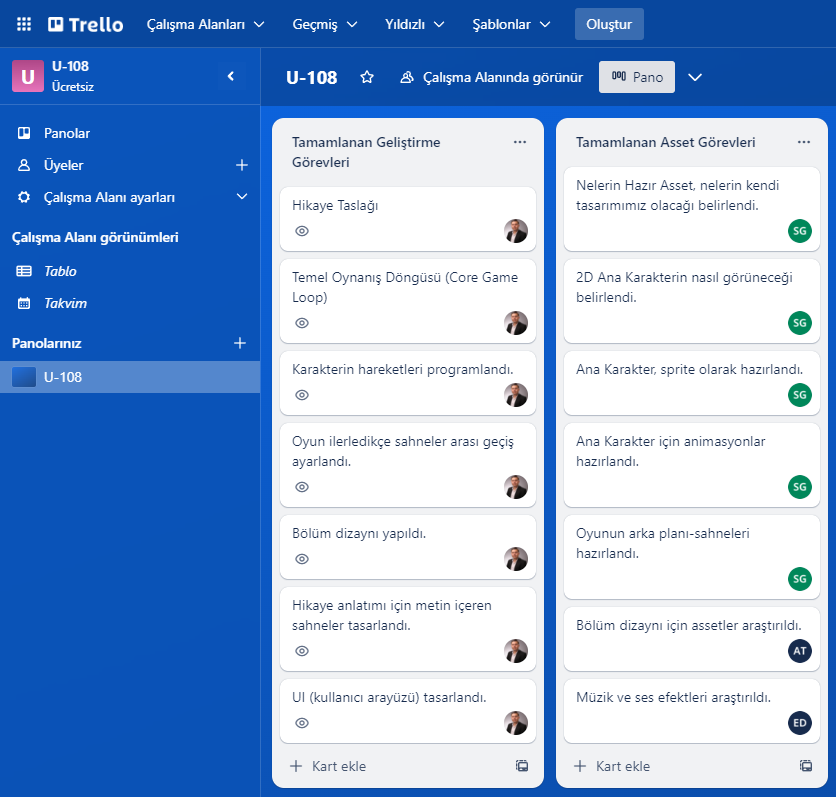 Trello
Çalışma Alanları
Geçmiş
Yıldızlı
Şablonlar
Oluştur
U
U-108
Ücretsiz
Panolar
Üyeler
Çalışma Alanı ayarları
Çalışma Alanı görünümleri
Tablo
Takvim
Panolarınız
U-108
U-108
Çalışma Alanında görünür
Pano
Tamamlanan Geliştirme
Görevleri
Hikaye Taslağı
Temel Oynanış Döngüsü (Core Game
Loop)
Karakterin hareketleri programlandı.
Oyun ilerledikçe sahneler arası geçiş
ayarlandı.
Bölüm dizaynı yapıldı.
Hikaye anlatımı için metin içeren
sahneler tasarlandı.
UI (kullanıcı arayüzü) tasarlandı.
Kart ekle
Tamamlanan Asset Görevleri
Nelerin Hazır Asset, nelerin kendi
tasarımımız olacağı belirlendi.
SG
2D Ana Karakterin nasıl görüneceği
belirlendi.
SG
Ana Karakter, sprite olarak hazırlandı.
SG
Ana Karakter için animasyonlar
hazırlandı.
SG
Oyunun arka planı-sahneleri
hazırlandı.
SG
Bölüm dizaynı için assetler araştırıldı.
AT
Müzik ve ses efektleri araştırıldı.
ED
Kart ekle